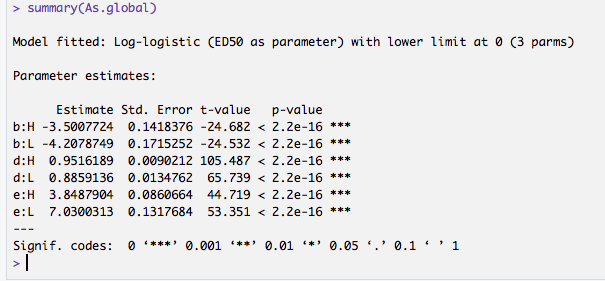 > summary(As.global)
Model fitted: Log-logistic (ED50 as parameter) with lower limit at 0 (3 parms)
Parameter estimates:
Estimate Std. Error t-value p-value
b:H -3.5007724 0.1418376 -24.682 < 2.2e-16 ***
b:L -4.2078749 0.1715252 -24.532 < 2.2e-16 ***
d:H 0.9516189 0.0090212 105.487 < 2.2e-16 ***
d:L 0.8859136 0.0134762 65.739 < 2.2e-16 ***
e:H 3.8487904 0.0860664 44.719 < 2.2e-16 ***
e:L 7.0300313 0.1317684 53.351 < 2.2e-16 ***
---
Signif. codes: 0 ‘***’ 0.001 ‘**’ 0.01 ‘*’ 0.05 ‘.’ 0.1 ‘ ’ 1
>